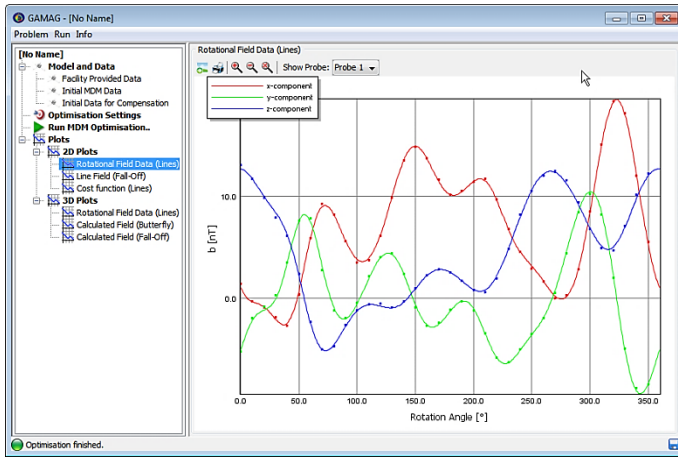 GAMAG - [No Name]
Problem Run Info
[No Name]
Model and Data
Facility Provided Data
Initial MDM Data
Initial Data for Compensation
Optimisation Settings
Run MDM Optimisation..
Plots
2D Plots
Rotational Field Data (Lines)
Line Field (Fall-Off)
Cost function (Lines)
3D Plots
Rotational Field Data (Lines)
Calculated Field (Butterfly)
Calculated Field (Fall-Off)
Rotational Field Data (Lines)
Show Probe: Probe 1
x-component
y-component
z-component
10.0
0.0
b [nT]
0.0 50.0 100.0 150.0 200.0 250.0 300.0 350.0
Rotation Angle [°]
Optimisation finished.